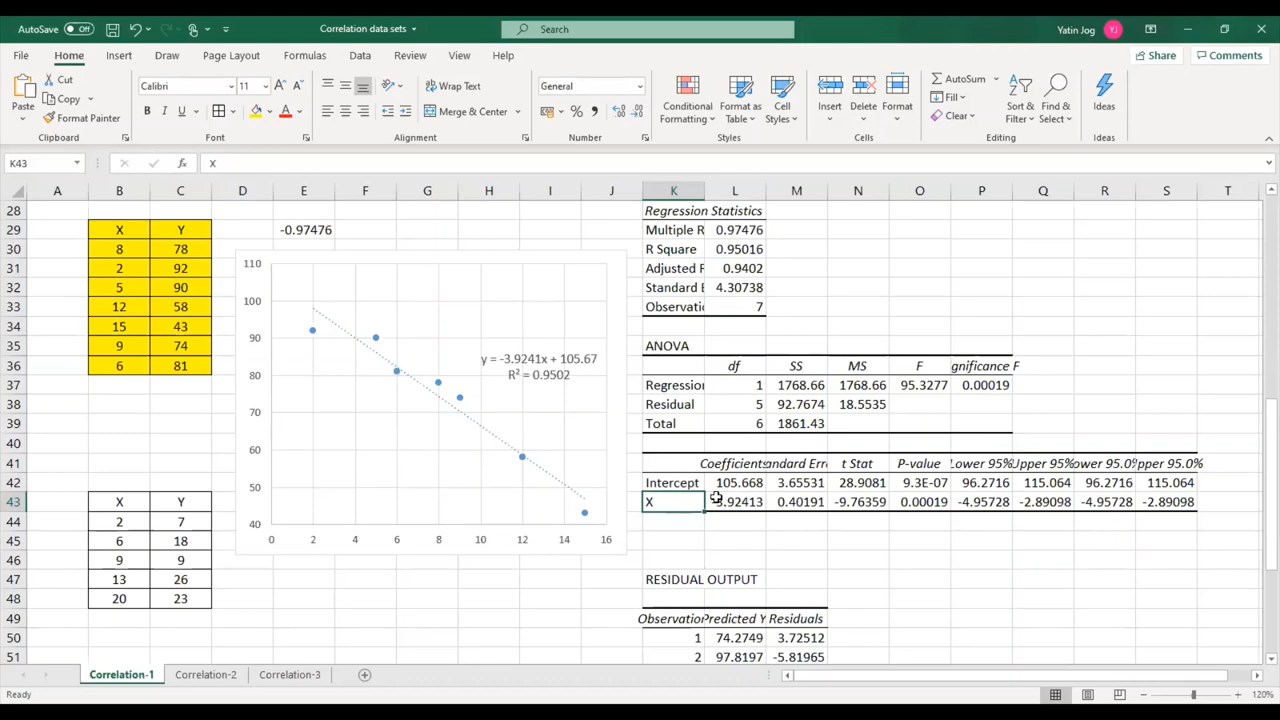 AutoSave Off Correlation data sets Search Yatin Jog YJ
File Home Insert Draw Page Layout Formulas Data Review View Help Share Comments
Paste Cut Copy Format Painter Clipboard
Calibri 11 B I U A Font
Wrap Text Merge & Center Alignment
General % Number
Conditional Formatting Format as Table Cell Styles Styles
Insert Delete Format Cells
AutoSum Fill Clear Sort & Filter Find & Select Editing
Ideas Ideas
K43 fx X
A B C D E F G H I J K L M N O P Q R S T
28 Regression Statistics
29 X Y -0.97476 Multiple R 0.97476
30 8 78 R Square 0.95016
31 2 92 Adjusted R 0.9402
32 5 90 Standard E 4.30738
33 12 58 Observatio 7
34 15 43
35 9 74 ANOVA
36 6 81 df SS MS F gnificance F
37 Regression 1 1768.66 1768.66 95.3277 0.00019
38 Residual 5 92.7674 18.5535
39 Total 6 1861.43
40
41 Coefficients andard Erro t Stat P-value Lower 95% Upper 95% ower 95.0% pper 95.0%
42 Intercept 105.668 3.65531 28.9081 9.3E-07 96.2716 115.064 96.2716 115.064
43 X Y X 3.92413 0.40191 -9.76359 0.00019 -4.95728 -2.89098 -4.95728 -2.89098
44 2 7
45 6 18
46 9 9
47 13 26 RESIDUAL OUTPUT
48 20 23
49 Observation Predicted Y Residuals
50 1 74.2749 3.72512
51 2 97.8197 -5.81965
110
100
90
80
70
60
50
40
0 2 4 6 8 10 12 14 16
y = -3.9241x + 105.67
R² = 0.9502
Correlation-1 Correlation-2 Correlation-3
Ready 120%